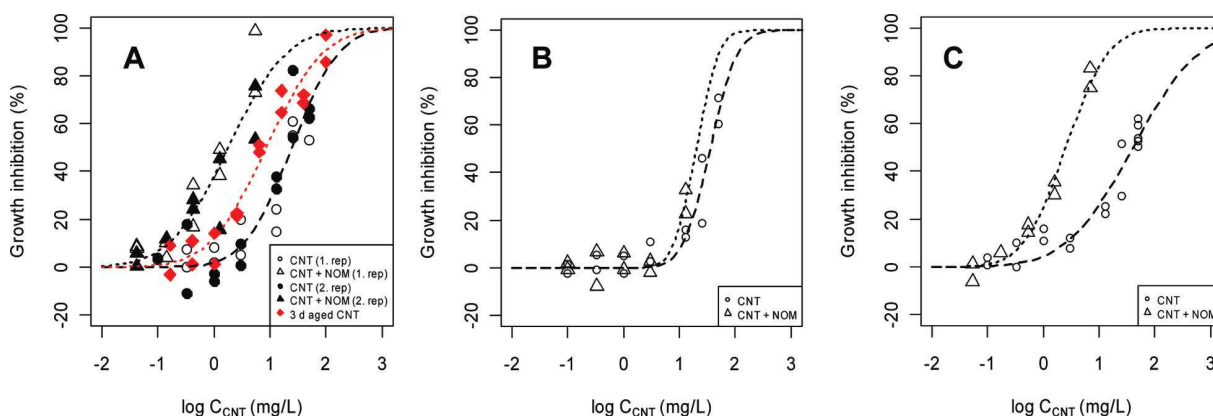 A
Growth inhibition (%)
100
80
60
40
20
0
-20
-2 -1 0 1 2 3
log C_CNT (mg/L)
CNT (1. rep)
CNT + NOM (1. rep)
CNT (2. rep)
CNT + NOM (2. rep)
3 d aged CNT
B
Growth inhibition (%)
100
80
60
40
20
0
-20
-2 -1 0 1 2 3
log C_CNT (mg/L)
CNT
CNT + NOM
C
Growth inhibition (%)
100
80
60
40
20
0
-20
-2 -1 0 1 2 3
log C_CNT (mg/L)
CNT
CNT + NOM